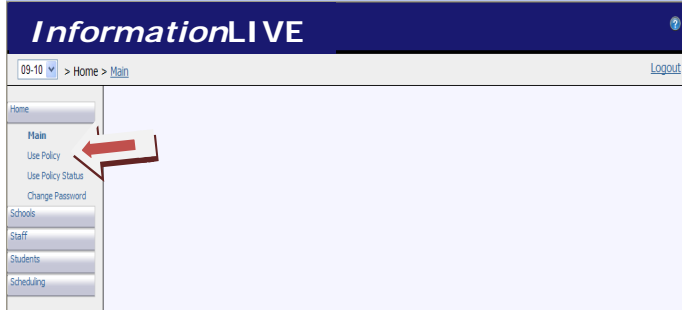 InformationLIVE
?
09-10 > Home > Main
Logout
Home
Main
Use Policy
Use Policy Status
Change Password
Schools
Staff
Students
Scheduling